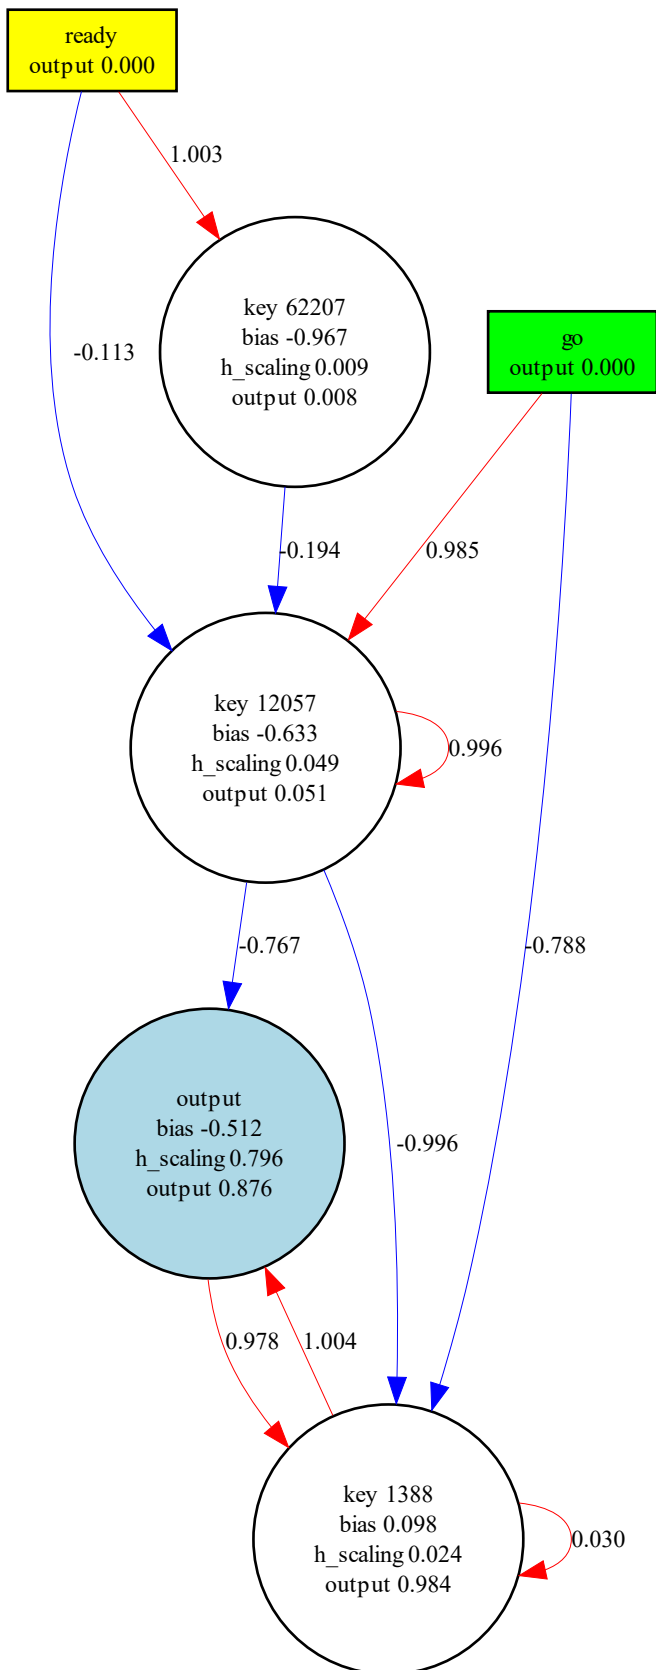 ready
output 0.000
1.003
-0.113
key 62207
bias -0.967
h_scaling 0.009
output 0.008
go
output 0.000
-0.194
0.985
key 12057
bias -0.633
h_scaling 0.049
output 0.051
0.996
-0.767
-0.788
output
bias -0.512
h_scaling 0.796
output 0.876
-0.996
0.978
1.004
key 1388
bias 0.098
h_scaling 0.024
output 0.984
0.030